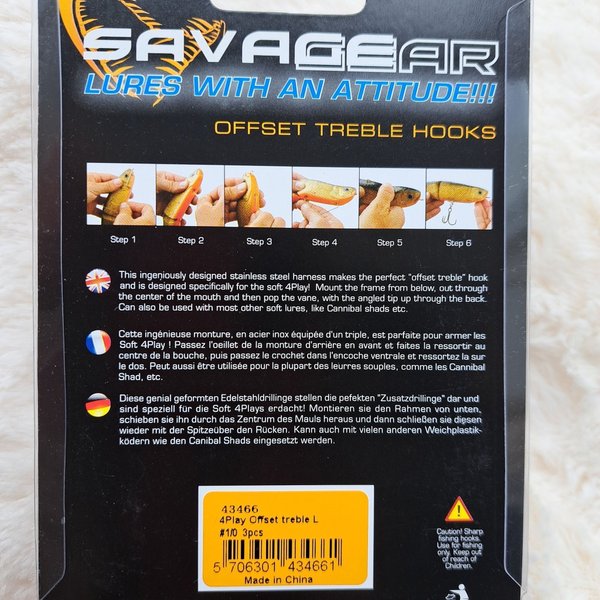 SAVAGEAR
LURES WITH AN ATTITUDE!!!
OFFSET TREBLE HOOKS
Step 1 Step 2 Step 3 Step 4 Step 5 Step 6
This ingeniously designed stainless steel harness makes the perfect "offset treble" hook
and is designed specifically for the soft 4Play! Mount the frame from below, out through
the center of the mouth and then pop the vane, with the angled tip up through the back.
Can also be used with most other soft lures, like Cannibal shads etc.
Cette ingénieuse monture, en acier inox équipée d'un triple, est parfaite pour armer les
Soft 4Play ! Passez l'oeillet de la monture d'arrière en avant et faites la ressortir au
centre de la bouche, puis passez le crochet dans l'encoche ventrale et ressortez la sur
le dos. Peut aussi être utilisée pour la plupart des leurres souples, comme les Cannibal
Shad, etc.
Diese genial geformten Edelstahldrillinge stellen die pefekten "Zusatzdrillinge" dar und
sind speziell für die Soft 4Plays erdacht! Montieren sie den Rahmen von unten,
schieben sie ihn durch das Zentrum des Mauls heraus und dann schließen sie diesen
wieder mit der Spitzeüber den Rücken. Kann auch mit vielen anderen Weichplastik-
ködern wie den Canibal Shads eingesetzt werden.
43466
4Play Offset treble L
#1/0 3pcs
5 706301 434661
Made in China
Caution! Sharp
fishing hooks.
Use for fishing
only. Keep out
of reach of
Children.